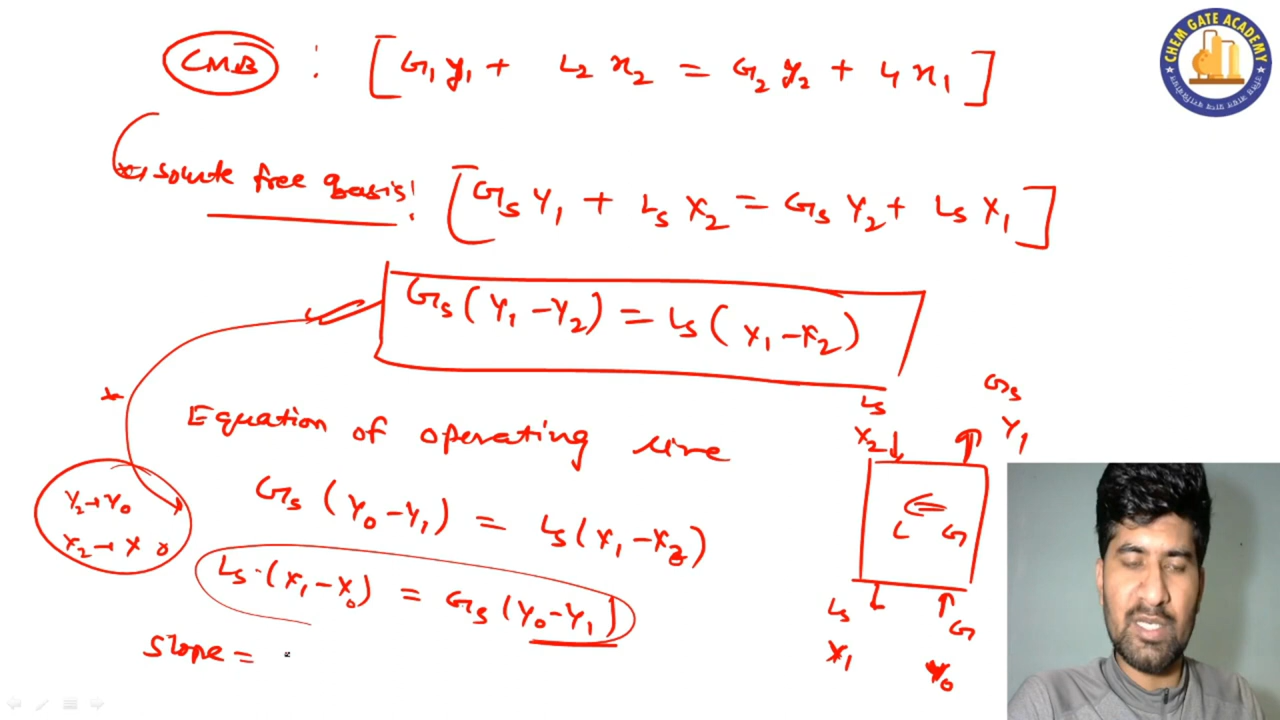 CHEM GATE ACADEMY
CMB : [G₁ y₁ + L₂ x₂ = G₂ y₂ + L₁ x₁]
solute free basis! [Gs Y₁ + Ls X₂ = Gs Y₂ + Ls X₁]
Gs (Y₁ - Y₂) = Ls (X₁ - X₂)
Equation of operating line
Gs (Y₀ - Y₁) = Ls (X₁ - X₂)
Y₂ → Y₀
X₂ → X₀
Ls · (X₁ - X₀) = Gs (Y₀ - Y₁)
Slope =
Ls
X₂
Gs
Y₁
L G
Ls
X₁
G
Y₀